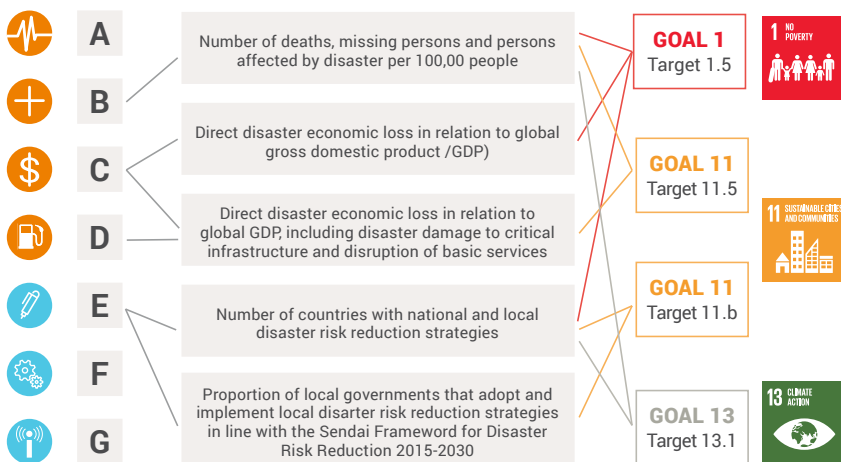 A
B
C
D
E
F
G
Number of deaths, missing persons and persons
affected by disaster per 100,00 people
Direct disaster economic loss in relation to global
gross domestic product /GDP)
Direct disaster economic loss in relation to
global GDP, including disaster damage to critical
infrastructure and disruption of basic services
Number of countries with national and local
disaster risk reduction strategies
Proportion of local governments that adopt and
implement local disarter risk reduction strategies
in line with the Sendai Frameword for Disaster
Risk Reduction 2015-2030
GOAL 1
Target 1.5
GOAL 11
Target 11.5
GOAL 11
Target 11.b
GOAL 13
Target 13.1
1 NO
POVERTY
11 SUSTAINABLE CITIES
AND COMMUNITIES
13 CLIMATE
ACTION